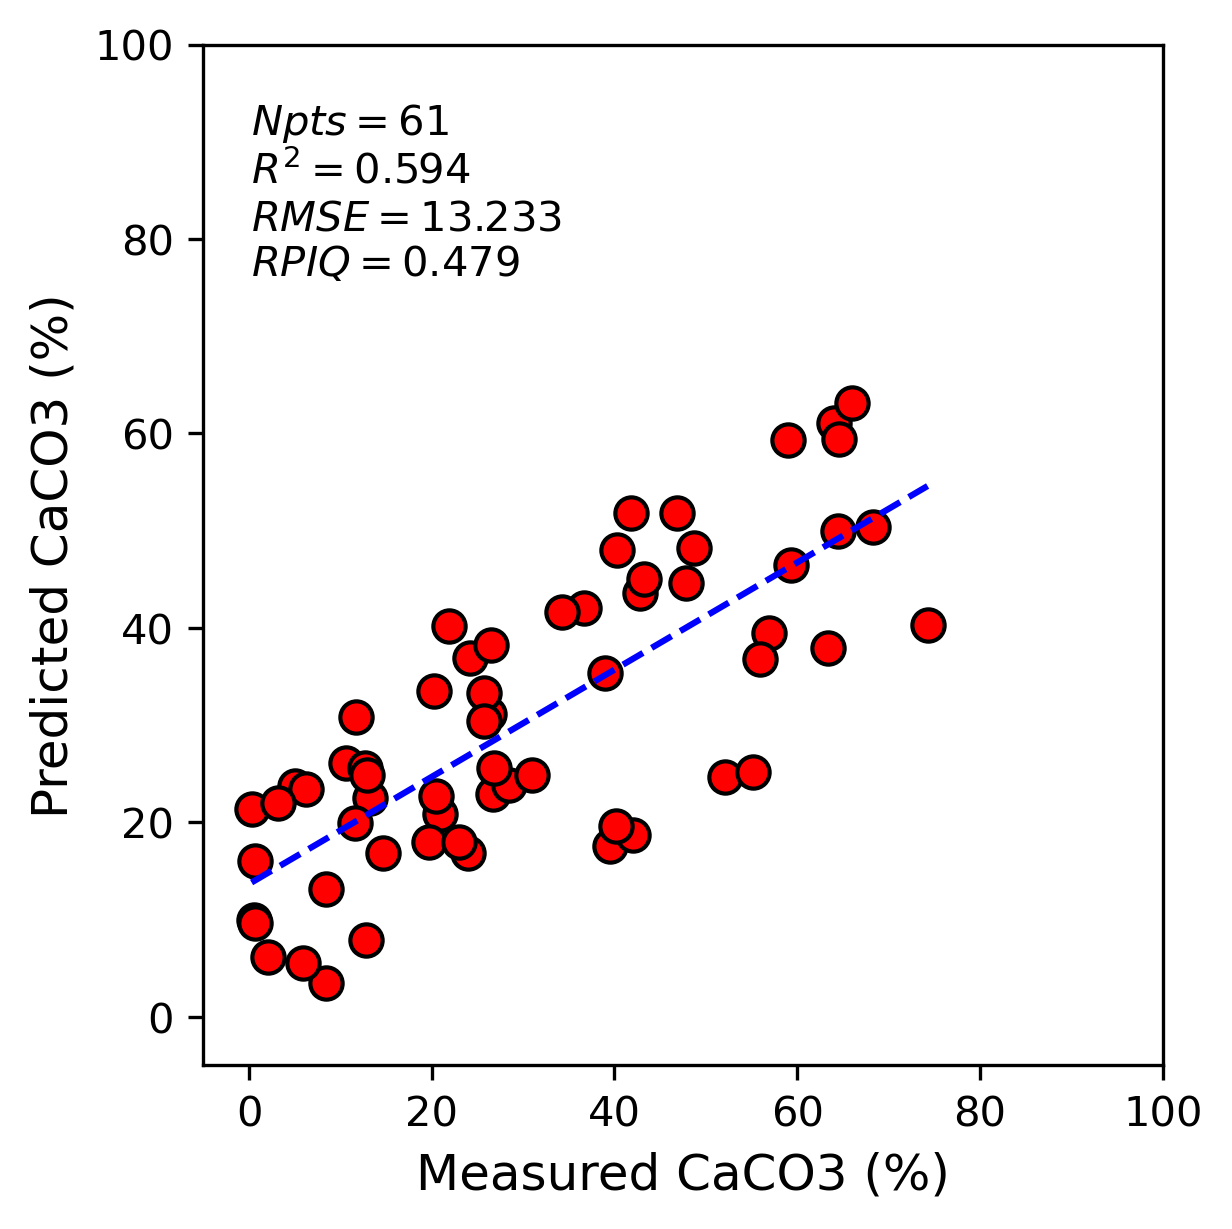 100
80
60
40
20
0
Npts = 61
R² = 0.594
RMSE = 13.233
RPIQ = 0.479
Predicted CaCO3 (%)
0 20 40 60 80 100
Measured CaCO3 (%)